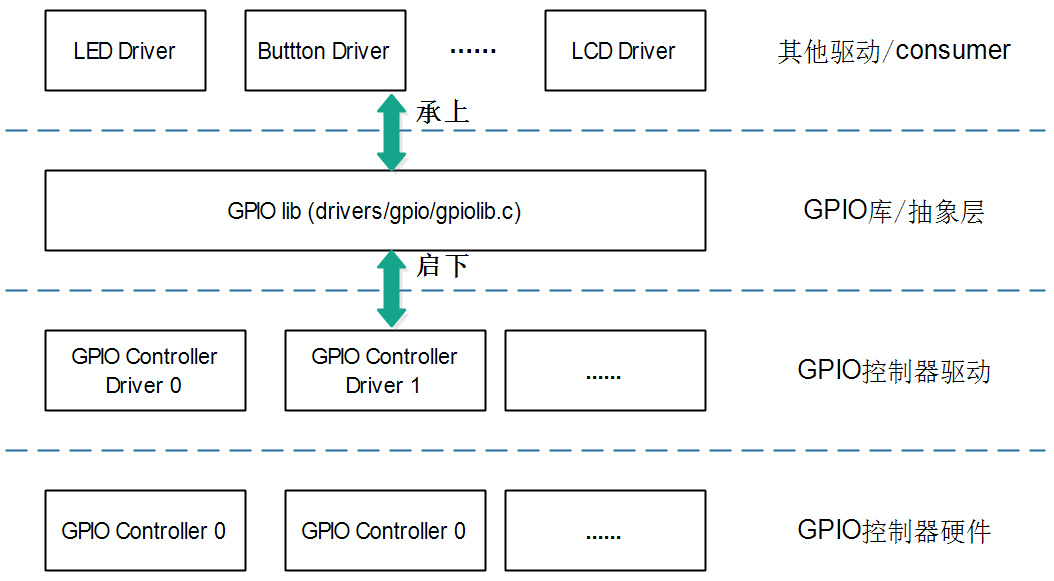 LED Driver
Buttton Driver
······
LCD Driver
其他驱动/consumer
承上
GPIO lib (drivers/gpio/gpiolib.c)
GPIO库/抽象层
启下
GPIO Controller
Driver 0
GPIO Controller
Driver 1
......
GPIO控制器驱动
GPIO Controller 0
GPIO Controller 0
......
GPIO控制器硬件